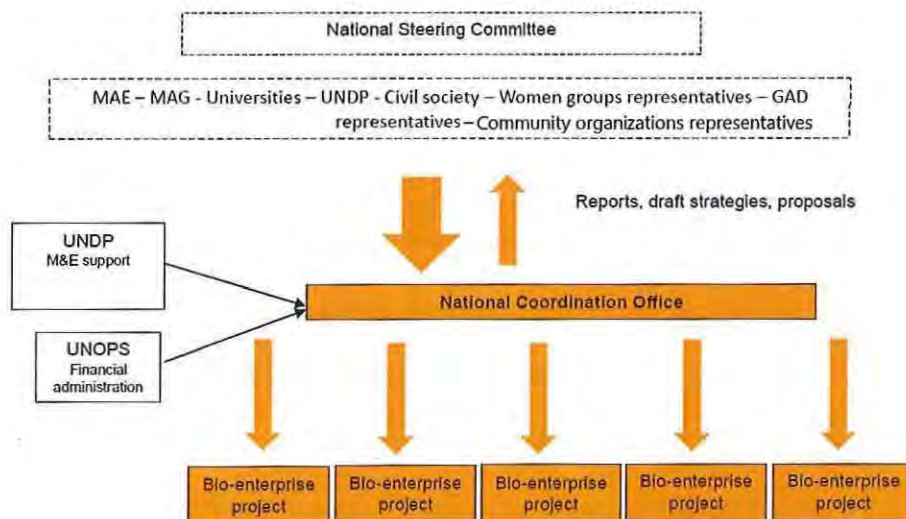 National Steering Committee
MAE – MAG - Universities – UNDP - Civil society – Women groups representatives – GAD
representatives – Community organizations representatives
Reports, draft strategies, proposals
UNDP
M&E support
National Coordination Office
UNOPS
Financial
administration
Bio-enterprise
project
Bio-enterprise
project
Bio-enterprise
project
Bio-enterprise
project
Bio-enterprise
project